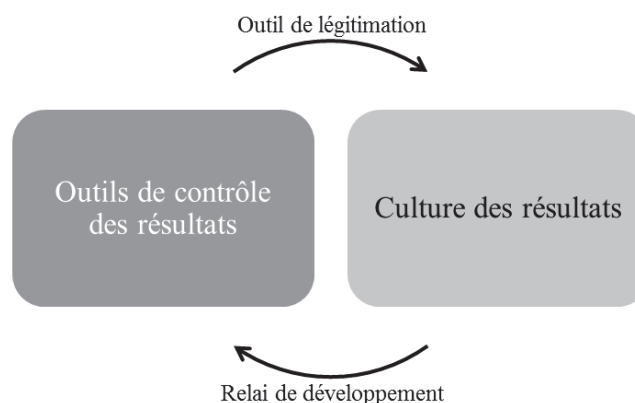 Outil de légitimation
Outils de contrôle
des résultats
Culture des résultats
Relai de développement